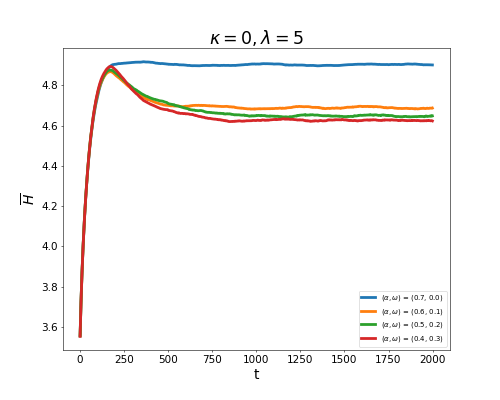 κ = 0, λ = 5
4.8
4.6
4.4
4.2
4.0
3.8
3.6
H̅
0 250 500 750 1000 1250 1500 1750 2000
t
(α, ω) = (0.7, 0.0)
(α, ω) = (0.6, 0.1)
(α, ω) = (0.5, 0.2)
(α, ω) = (0.4, 0.3)